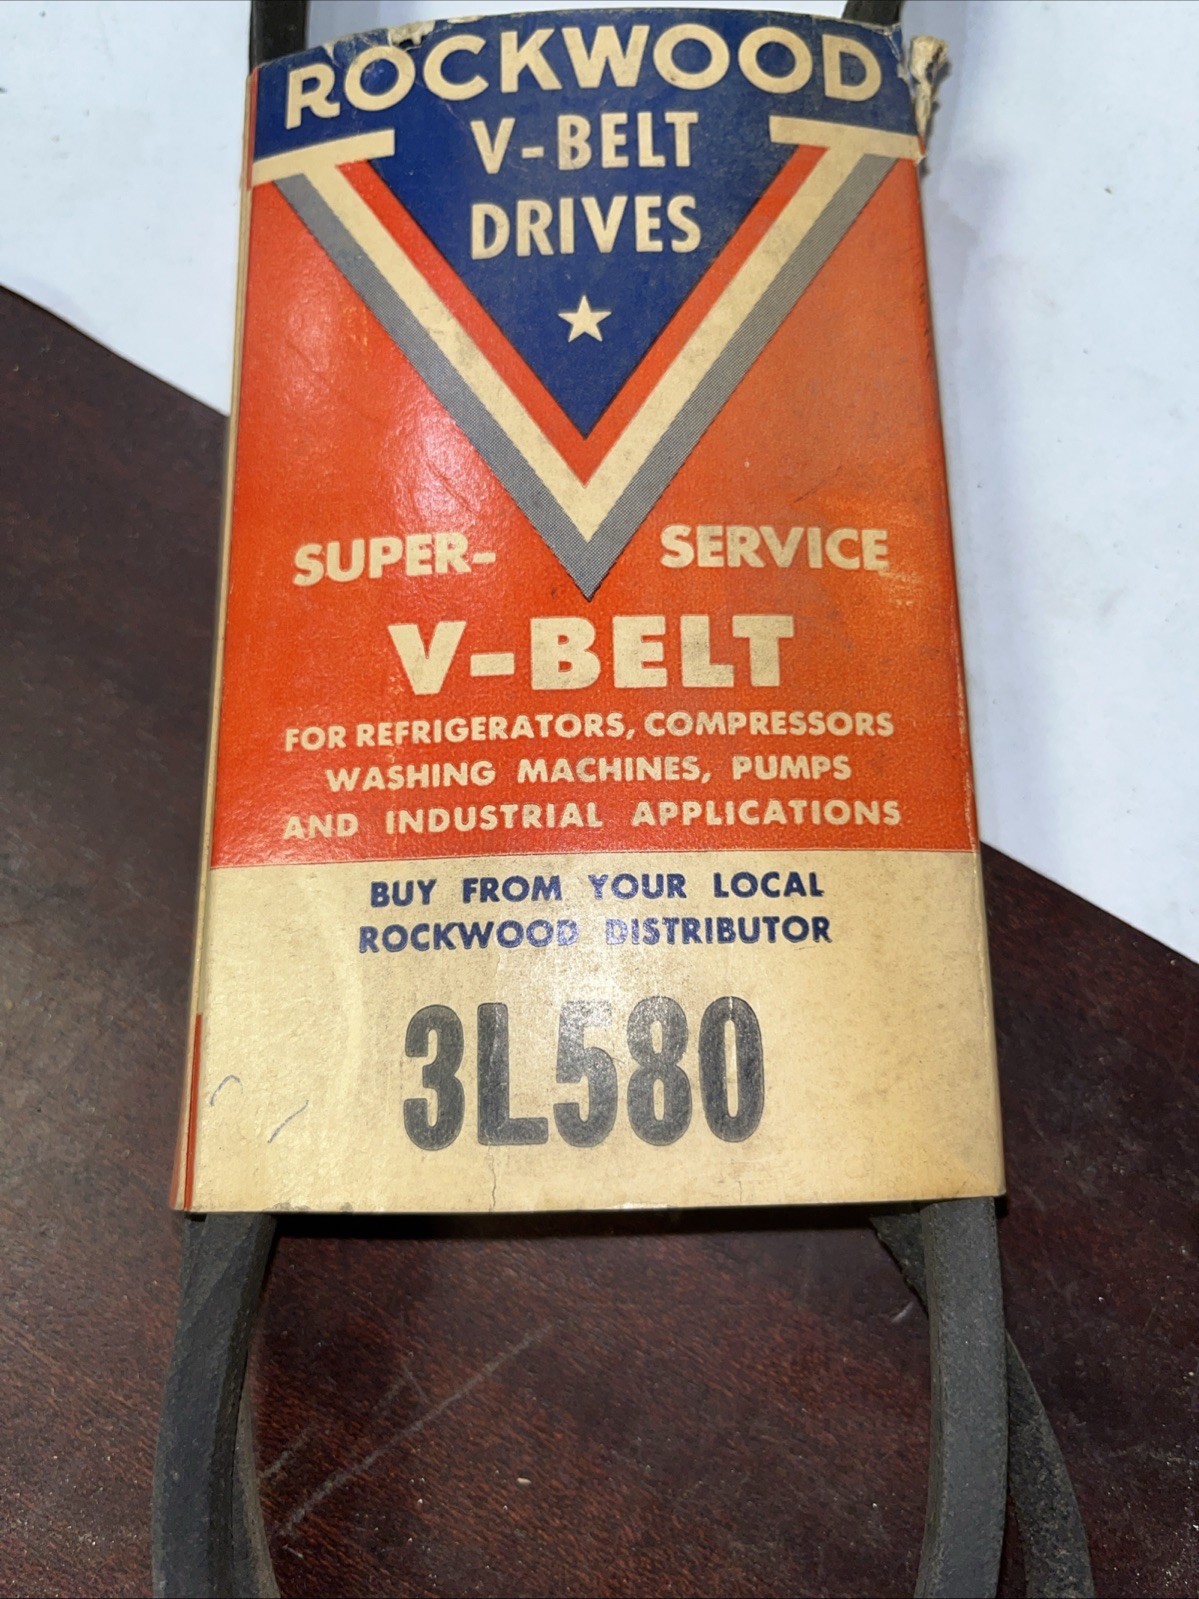 ROCKWOOD
V-BELT
DRIVES
SUPER- SERVICE
V-BELT
FOR REFRIGERATORS, COMPRESSORS
WASHING MACHINES, PUMPS
AND INDUSTRIAL APPLICATIONS
BUY FROM YOUR LOCAL
ROCKWOOD DISTRIBUTOR
3L580